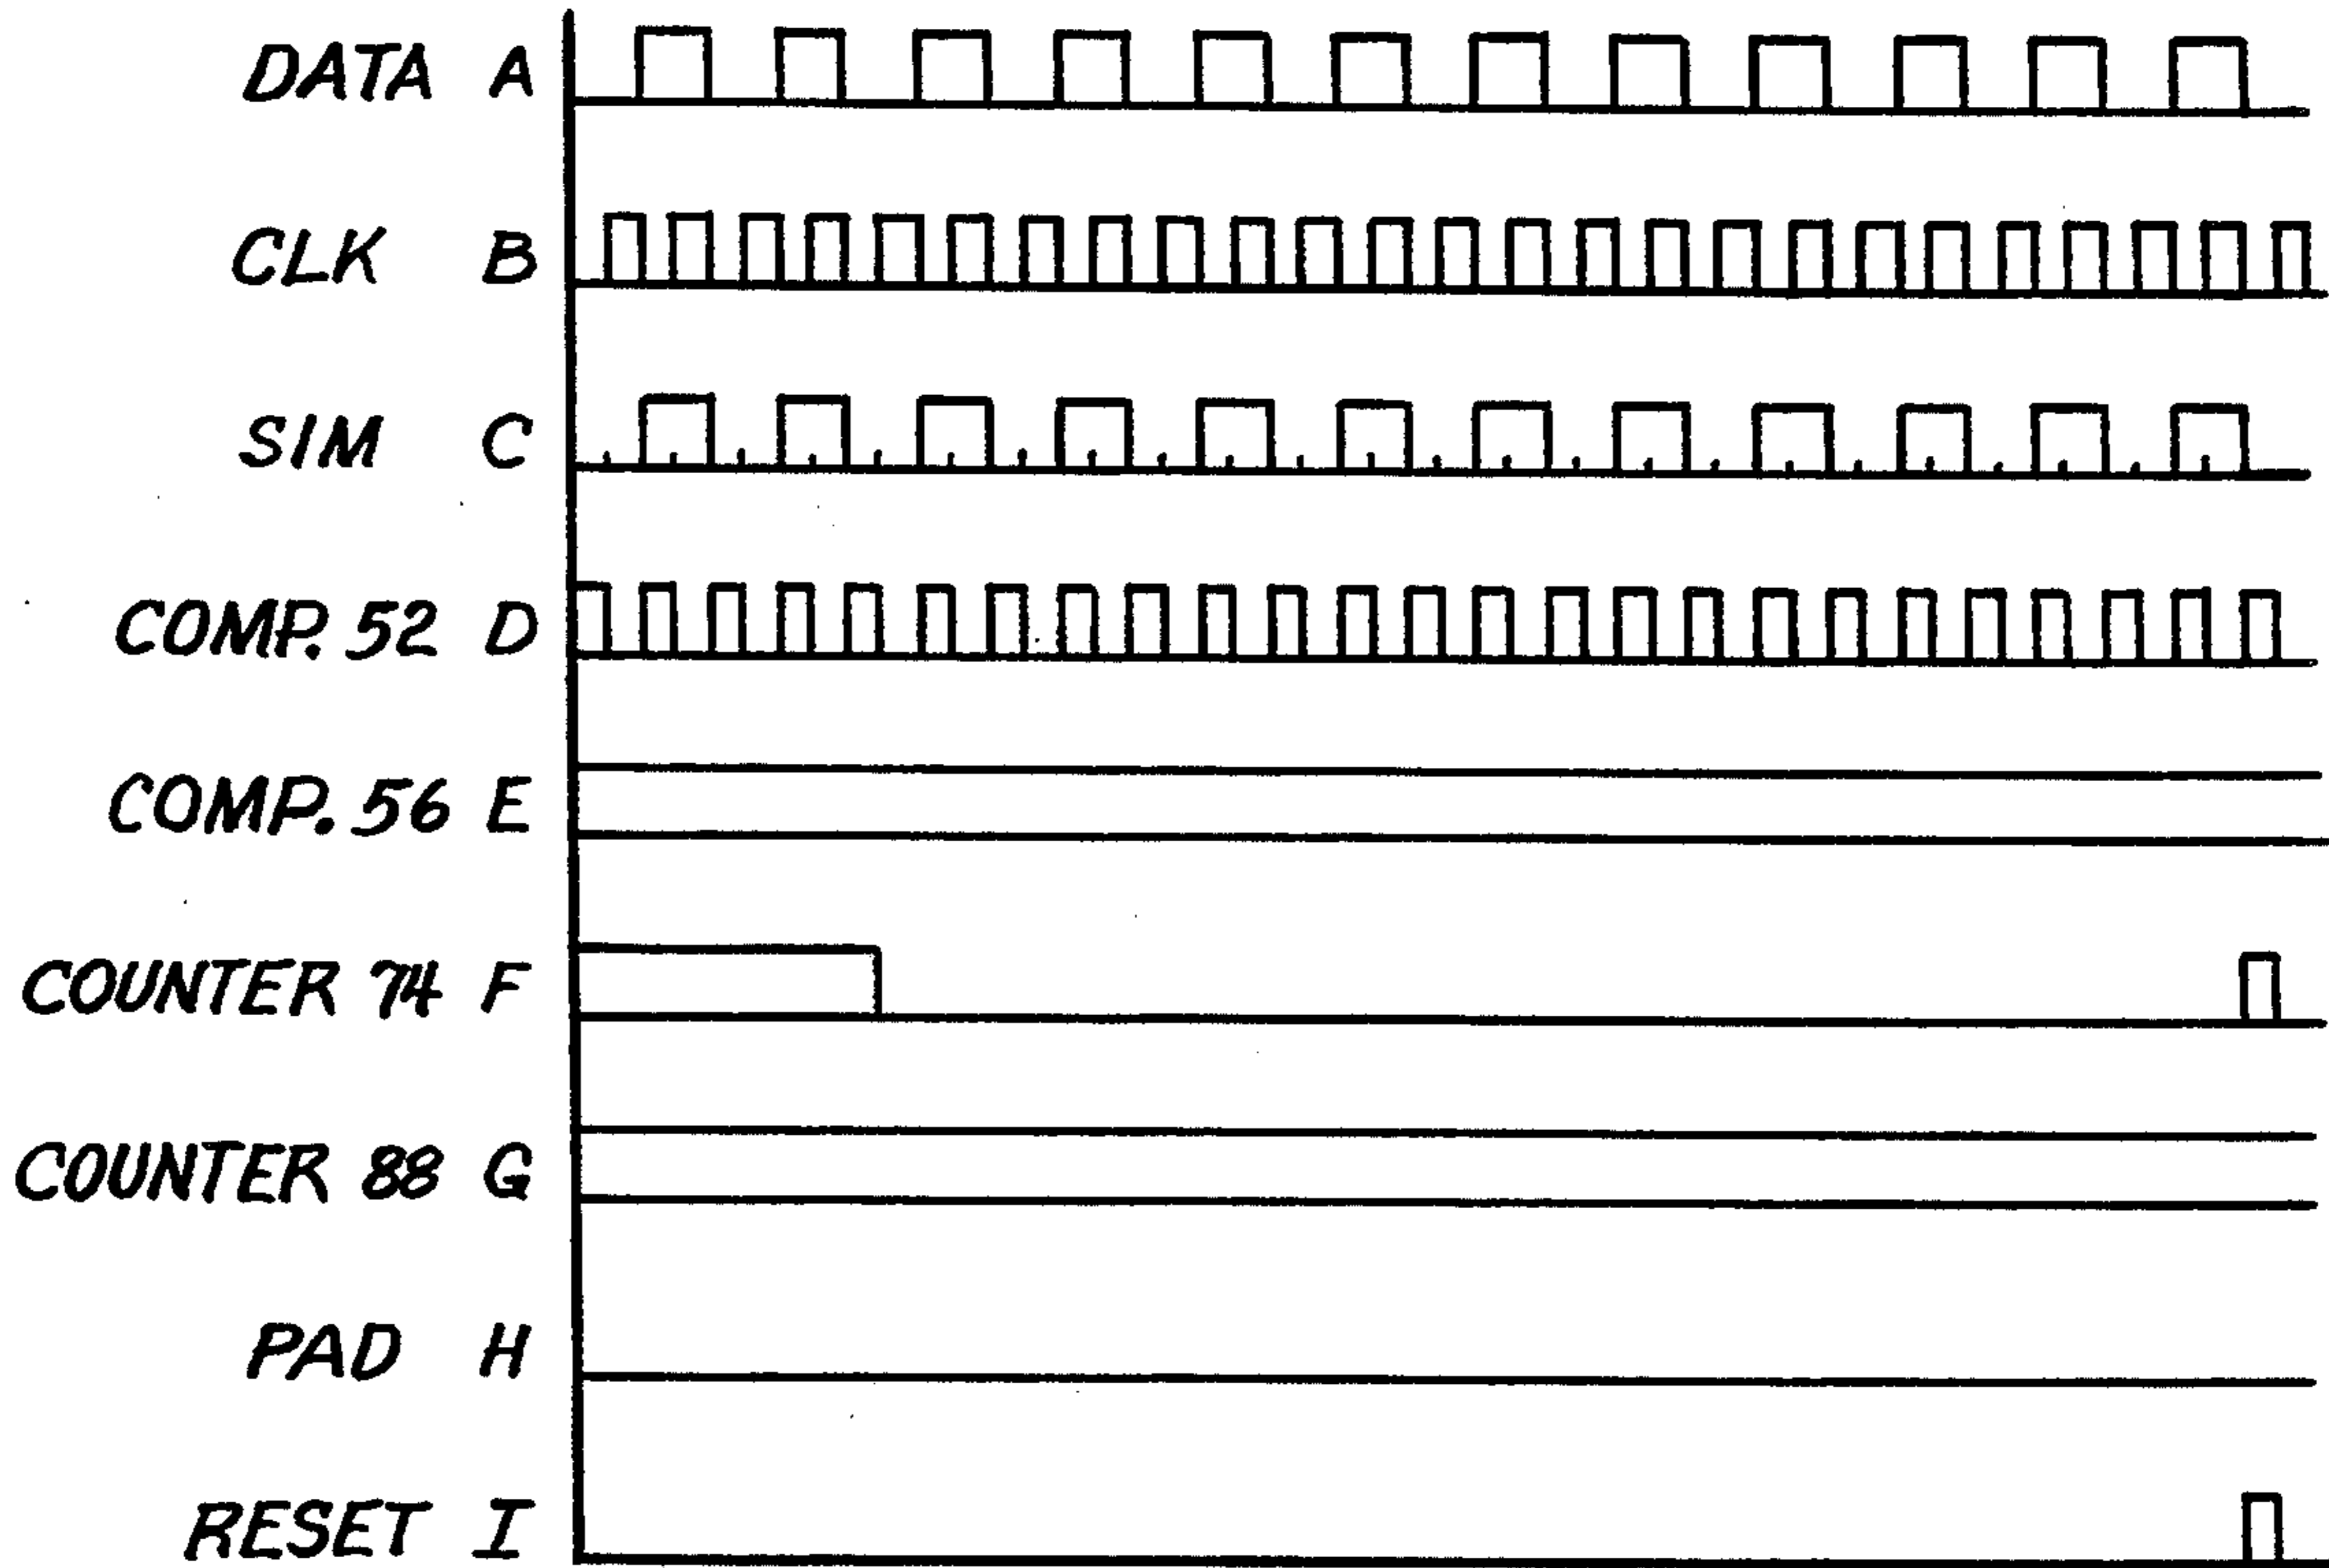 DATA A
CLK B
SIM C
COMP. 52 D
COMP. 56 E
COUNTER 74 F
COUNTER 88 G
PAD H
RESET I